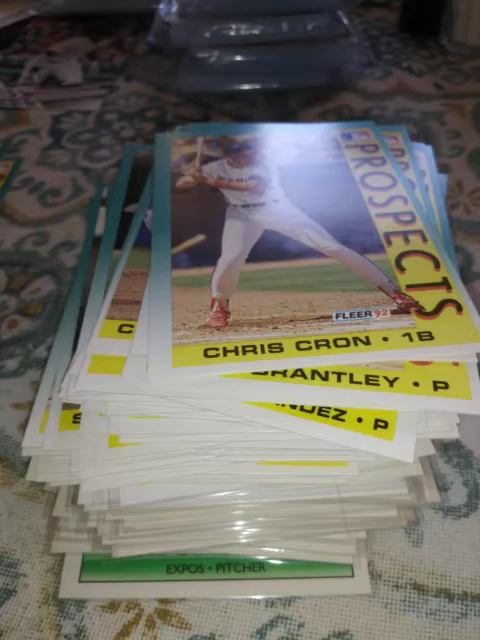 PROSPECTS
FLEER 92
CHRIS CRON • 1B
BRANTLEY • P
NDEZ • P
C
S
EXPOS • PITCHER